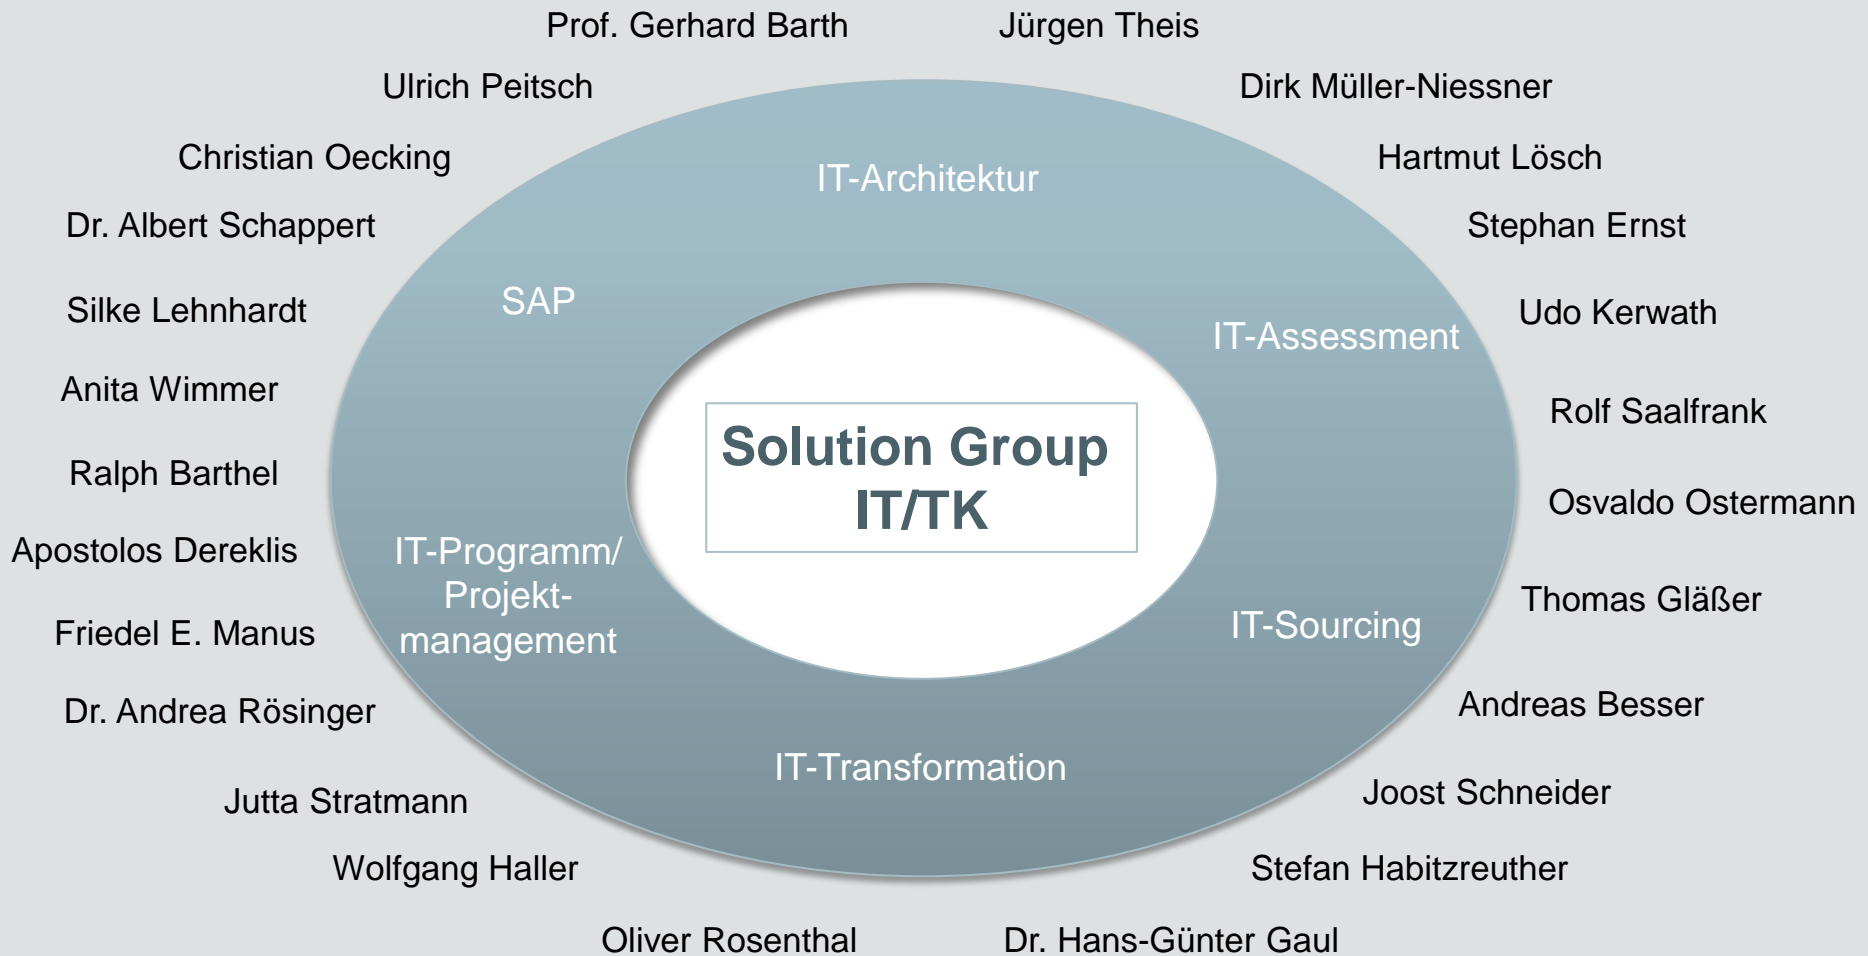 Prof. Gerhard Barth
Jürgen Theis
Ulrich Peitsch
Dirk Müller-Niessner
Christian Oecking
Hartmut Lösch
IT-Architektur
Dr. Albert Schappert
Stephan Ernst
SAP
Silke Lehnhardt
Udo Kerwath
IT-Assessment
Anita Wimmer
Rolf Saalfrank
Solution Group
IT/TK
Ralph Barthel
Osvaldo Ostermann
Apostolos Dereklis
IT-Programm/
Projekt-
management
Thomas Gläßer
IT-Sourcing
Friedel E. Manus
Dr. Andrea Rösinger
Andreas Besser
IT-Transformation
Jutta Stratmann
Joost Schneider
Wolfgang Haller
Stefan Habitzreuther
Oliver Rosenthal
Dr. Hans-Günter Gaul